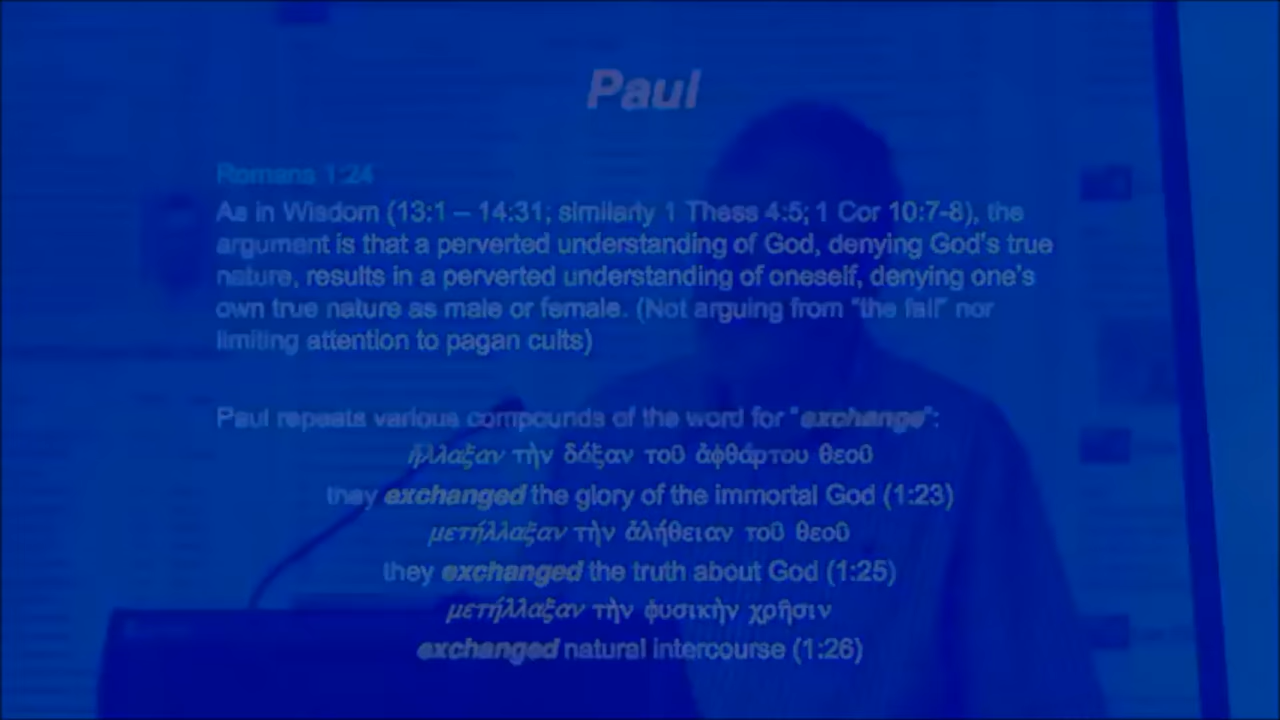 Paul
Romans 1:24
As in Wisdom (13:1 – 14:31; similarly 1 Thess 4:5; 1 Cor 10:7-8), the
argument is that a perverted understanding of God, denying God's true
nature, results in a perverted understanding of oneself, denying one's
own true nature as male or female. (Not arguing from "the fall" nor
limiting attention to pagan cults)
Paul repeats various compounds of the word for "exchange":
ἤλλαξαν τὴν δόξαν τοῦ ἀφθάρτου θεοῦ
they exchanged the glory of the immortal God (1:23)
μετήλλαξαν τὴν ἀλήθειαν τοῦ θεοῦ
they exchanged the truth about God (1:25)
μετήλλαξαν τὴν φυσικὴν χρῆσιν
exchanged natural intercourse (1:26)